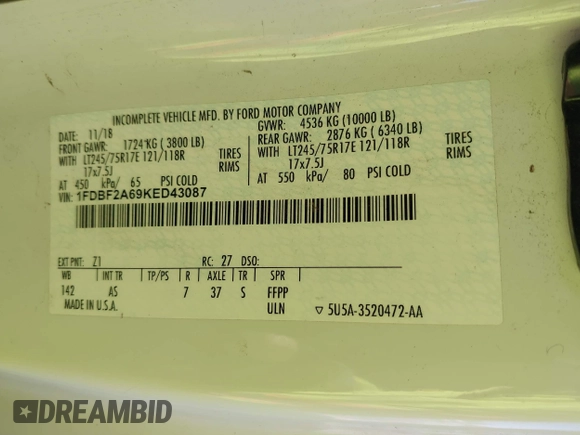 INCOMPLETE VEHICLE MFD. BY FORD MOTOR COMPANY
DATE: 11/18 GVWR: 4536 KG (10000 LB)
FRONT GAWR: 1724 KG (3800 LB) REAR GAWR: 2876 KG (6340 LB)
WITH LT245/75R17E 121/118R TIRES WITH LT245/75R17E 121/118R TIRES
17x7.5J RIMS 17x7.5J RIMS
AT 450 kPa/ 65 PSI COLD AT 550 kPa/ 80 PSI COLD
VIN: 1FDBF2A69KED43087
EXT PNT: Z1 RC: 27 DSO:
WB INT TR TP/PS R AXLE TR SPR
142 AS 7 37 S FFPP
MADE IN U.S.A. ULN ▽ 5U5A-3520472-AA
DREAMBID